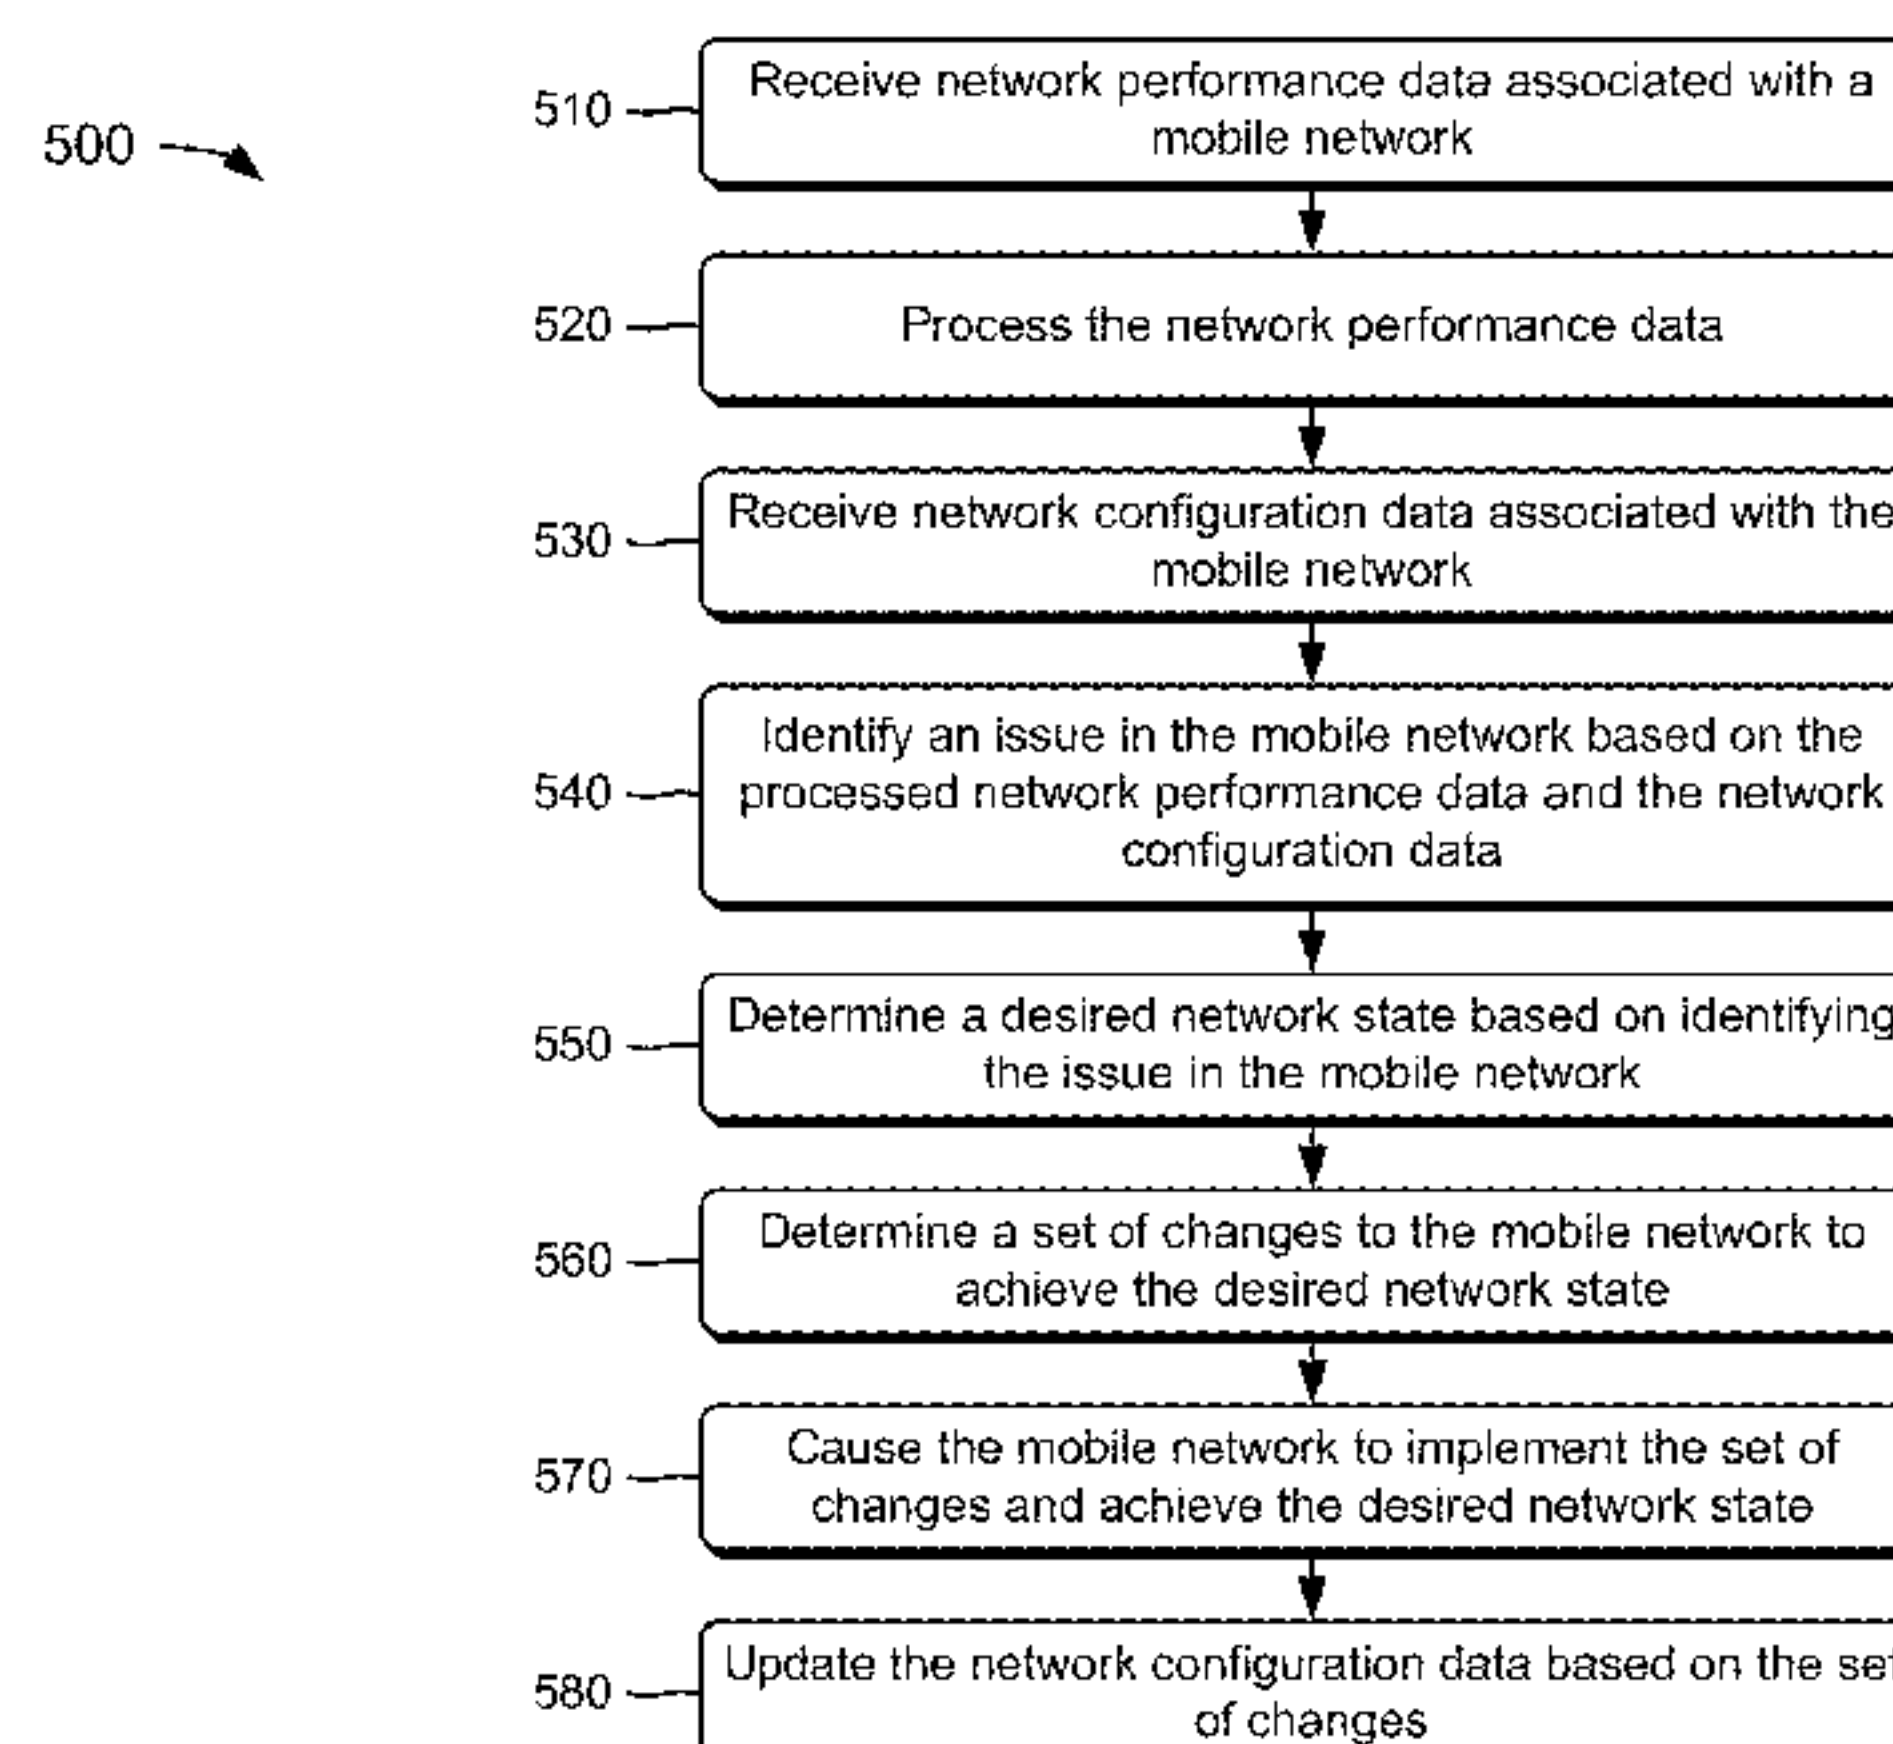 500
510
Receive network performance data associated with a
mobile network
520
Process the network performance data
530
Receive network configuration data associated with the
mobile network
540
Identify an issue in the mobile network based on the
processed network performance data and the network
configuration data
550
Determine a desired network state based on identifying
the issue in the mobile network
560
Determine a set of changes to the mobile network to
achieve the desired network state
570
Cause the mobile network to implement the set of
changes and achieve the desired network state
580
Update the network configuration data based on the set
of changes